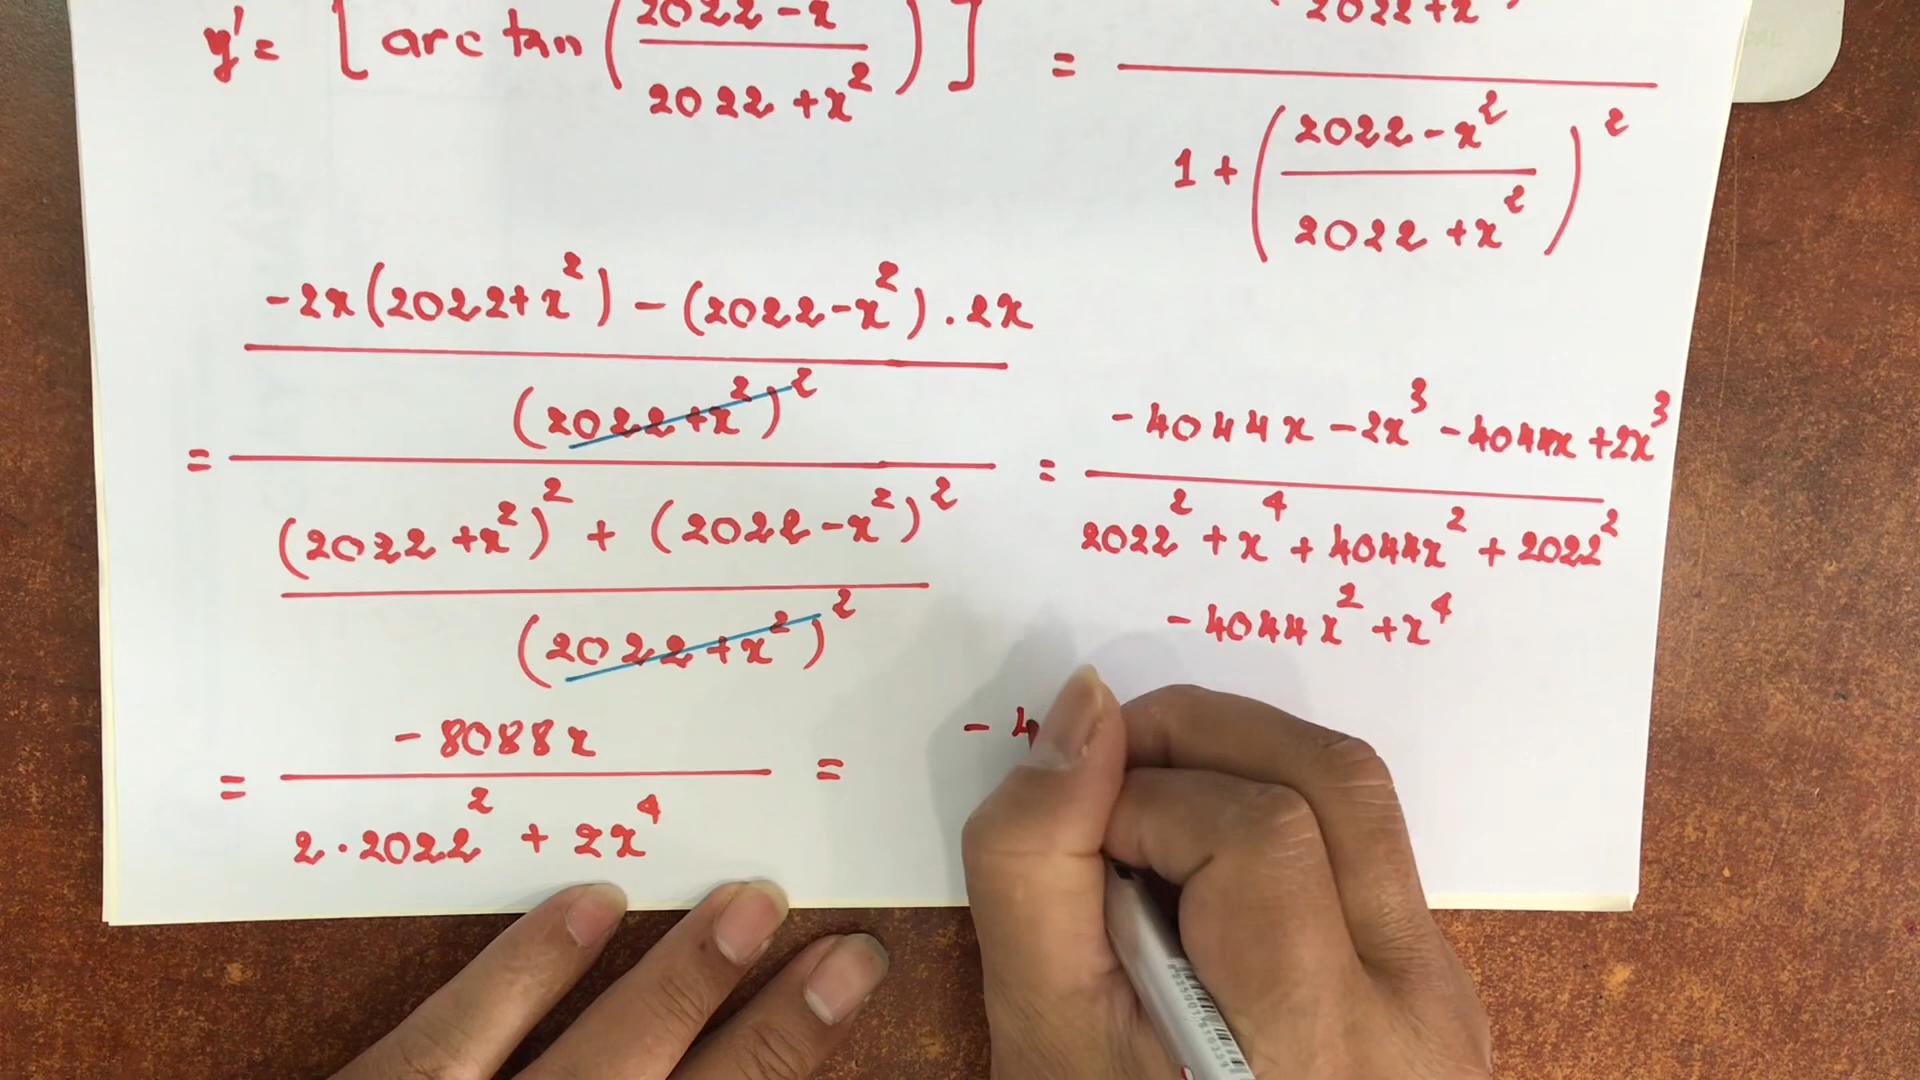 y' = [arctan(2022-x / 2022+x²)] = 2022+x / 1+(2022-x² / 2022+x²)²
= -2x(2022+x²) - (2022-x²).2x / (2022+x²)² / (2022+x²)² + (2022-x²)² / (2022+x²)²
= -4044x - 2x³ - 4044x + 2x³ / 2022² + x⁴ + 4044x² + 2022²
- 4044x² + x⁴
= -8088x / 2·2022² + 2x⁴ = - 4